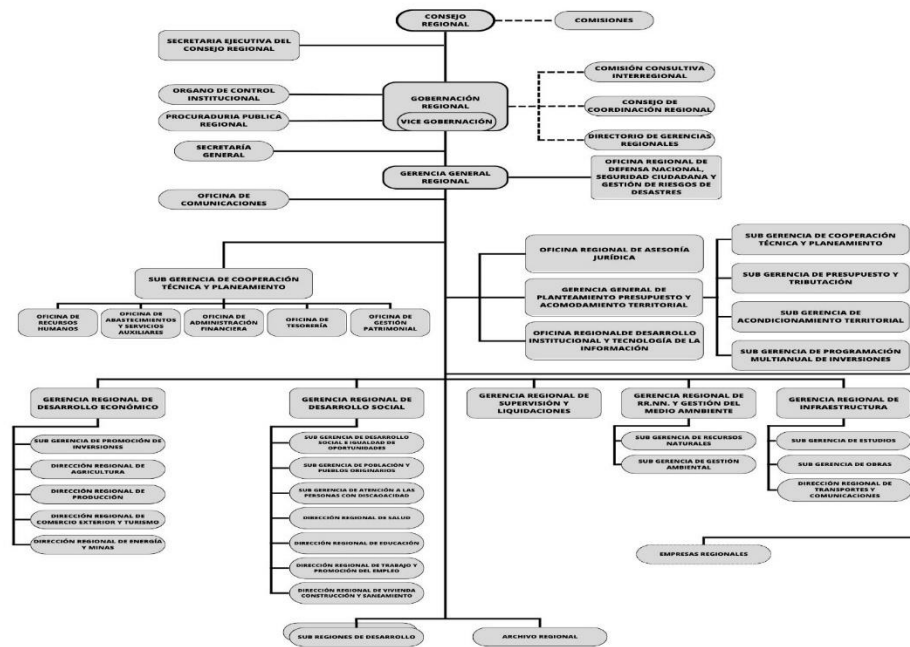 CONSEJO
REGIONAL
COMISIONES
SECRETARIA EJECUTIVA DEL
CONSEJO REGIONAL
COMISIÓN CONSULTIVA
INTERREGIONAL
ORGANO DE CONTROL
INSTITUCIONAL
GOBERNACIÓN
REGIONAL
VICE GOBERNACIÓN
CONSEJO DE
COORDINACIÓN REGIONAL
PROCURADURIA PUBLICA
REGIONAL
DIRECTORIO DE GERENCIAS
REGIONALES
SECRETARÍA
GENERAL
GERENCIA GENERAL
REGIONAL
OFICINA REGIONAL DE
DEFENSA NACIONAL,
SEGURIDAD CIUDADANA Y
GESTIÓN DE RIESGOS DE
DESASTRES
OFICINA DE
COMUNICACIONES
SUB GERENCIA DE COOPERACIÓN
TÉCNICA Y PLANEAMIENTO
OFICINA DE
RECURSOS
HUMANOS
OFICINA DE
ABASTECIMIENTOS
Y SERVICIOS
AUXILIARES
OFICINA DE
ADMINISTRACIÓN
FINANCIERA
OFICINA DE
TESORERÍA
OFICINA DE
GESTIÓN
PATRIMONIAL
OFICINA REGIONAL DE ASESORÍA
JURÍDICA
GERENCIA GENERAL DE
PLANTEAMIENTO PRESUPUESTO Y
ACOMODAMIENTO TERRITORIAL
OFICINA REGIONALDE DESARROLLO
INSTITUCIONAL Y TECNOLOGÍA DE LA
INFORMACIÓN
SUB GERENCIA DE COOPERACIÓN
TÉCNICA Y PLANEAMIENTO
SUB GERENCIA DE PRESUPUESTO Y
TRIBUTACIÓN
SUB GERENCIA DE
ACONDICIONAMIENTO TERRITORIAL
SUB GERENCIA DE PROGRAMACIÓN
MULTIANUAL DE INVERSIONES
GERENCIA REGIONAL DE
DESARROLLO ECONÓMICO
SUB GERENCIA DE PROMOCIÓN DE
INVERSIONES
DIRECCIÓN REGIONAL DE
AGRICULTURA
DIRECCIÓN REGIONAL DE
PRODUCCIÓN
DIRECCIÓN REGIONAL DE
COMERCIO EXTERIOR Y TURISMO
DIRECCIÓN REGIONAL DE ENERGÍA
Y MINAS
GERENCIA REGIONAL DE
DESARROLLO SOCIAL
SUB GERENCIA DE DESARROLLO
SOCIAL E IGUALDAD DE
OPORTUNIDADES
SUB GERENCIA DE POBLACIÓN Y
PUEBLOS ORIGINARIOS
SUB GERENCIA DE ATENCIÓN A LAS
PERSONAS CON DISCAOACIDAD
DIRECCIÓN REGIONAL DE SALUD
DIRECCIÓN REGIONAL DE EDUCACIÓN
DIRECCIÓN REGIONAL DE TRABAJO Y
PROMOCIÓN DEL EMPLEO
DIRECCIÓN REGIONAL DE VIVIENDA
CONSTRUCCIÓN Y SANEAMIENTO
GERENCIA REGIONAL DE
SUPERVISIÓN Y
LIQUIDACIONES
GERENCIA REGIONAL DE
RR.NN. Y GESTIÓN DEL
MEDIO AMNBIENTE
SUB GERENCIA DE RECURSOS
NATURALES
SUB GERENCIA DE GESTIÓN
AMBIENTAL
GERENCIA REGIONAL DE
INFRAESTRUCTURA
SUB GERENCIA DE ESTUDIOS
SUB GERENCIA DE OBRAS
DIRECCIÓN REGIONAL DE
TRANSPORTES Y
COMUNICACIONES
EMPRESAS REGIONALES
SUB REGIONES DE DESARROLLO
ARCHIVO REGIONAL